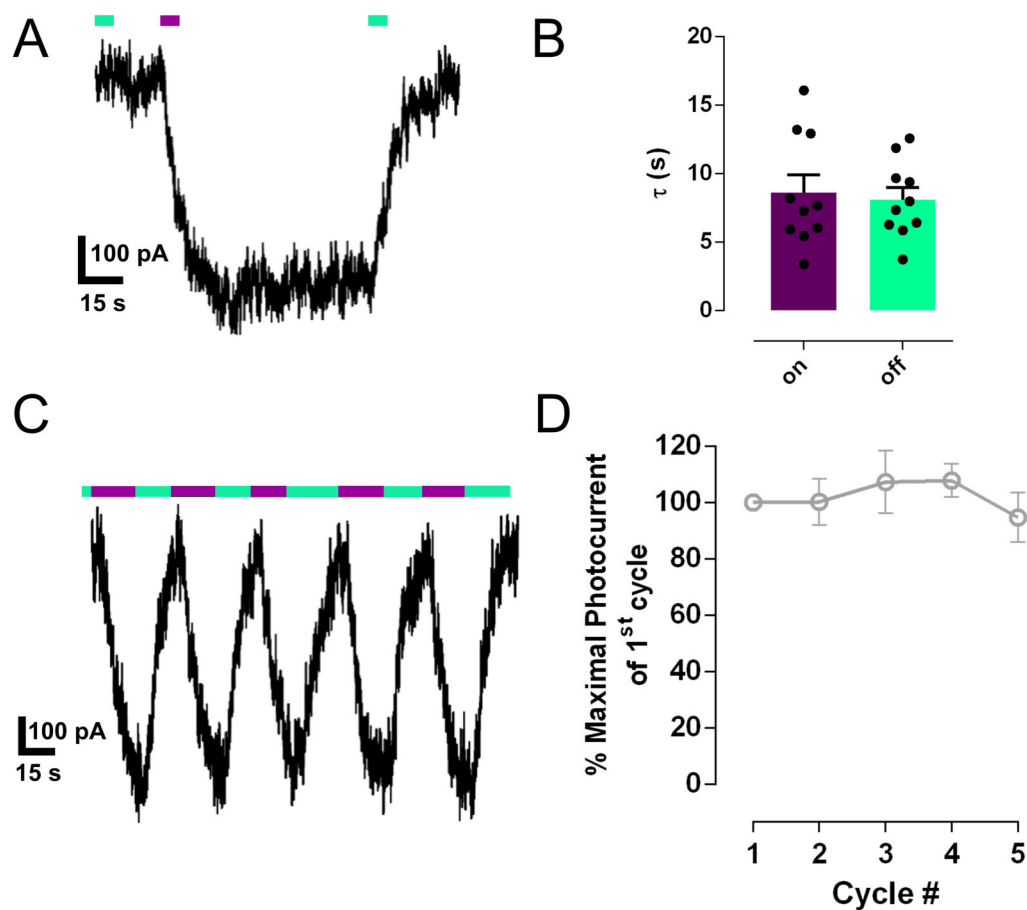 A
100 pA
15 s
B
20
15
10
5
0
τ (s)
on
off
C
100 pA
15 s
D
120
100
80
60
40
20
0
% Maximal Photocurrent
of 1st cycle
1 2 3 4 5
Cycle #